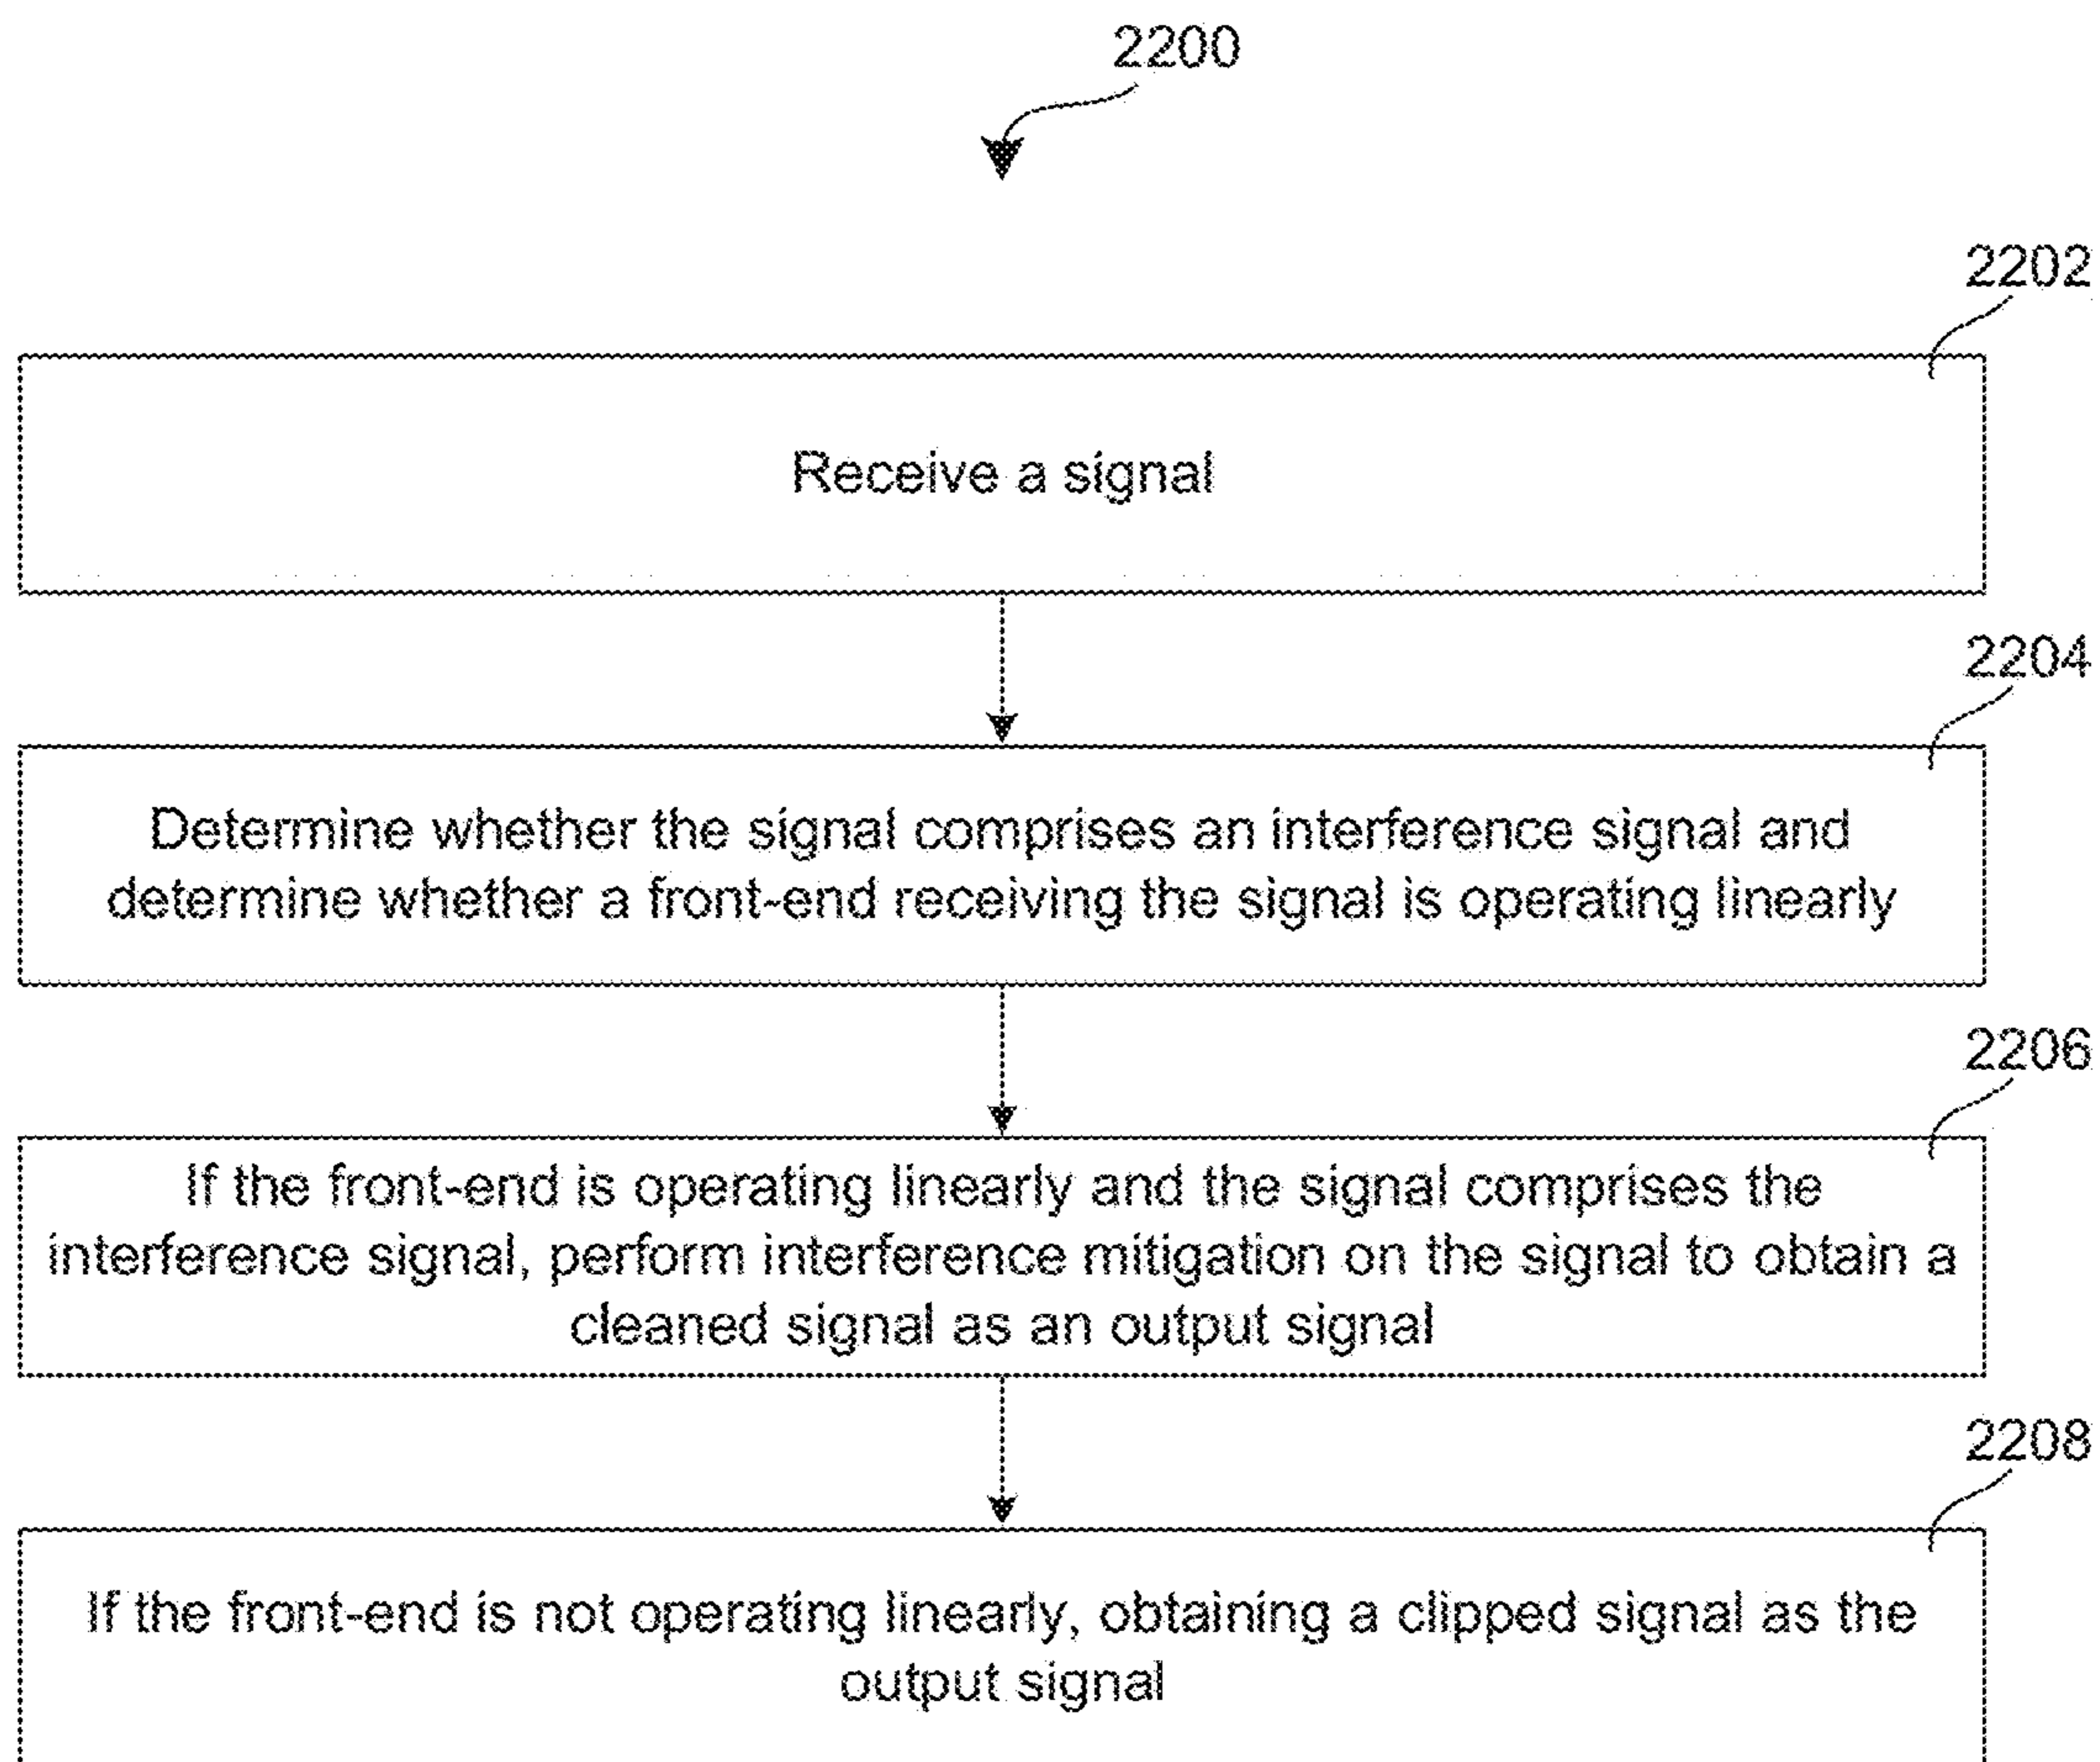 2200
2202
Receive a signal
2204
Determine whether the signal comprises an interference signal and
determine whether a front-end receiving the signal is operating linearly
2206
If the front-end is operating linearly and the signal comprises the
interference signal, perform interference mitigation on the signal to obtain a
cleaned signal as an output signal
2208
If the front-end is not operating linearly, obtaining a clipped signal as the
output signal